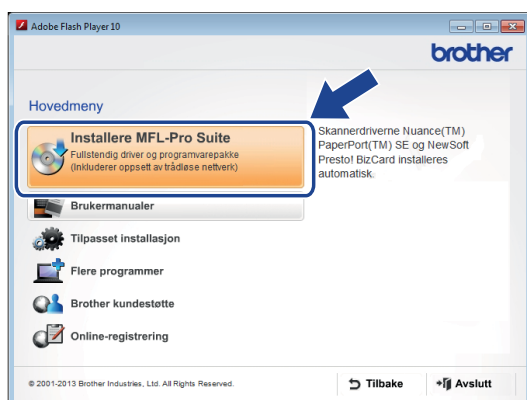 Adobe Flash Player 10
brother
Hovedmeny
Installere MFL-Pro Suite
Fullstendig driver og programvarepakke
(Inkluderer oppsett av trådløse nettverk)
Skannerdriverne Nuance(TM)
PaperPort(TM) SE og NewSoft
Presto! BizCard installeres
automatisk.
Brukermanualer
Tilpasset installasjon
Flere programmer
Brother kundestøtte
Online-registrering
© 2001-2013 Brother Industries, Ltd. All Rights Reserved.
Tilbake
Avslutt